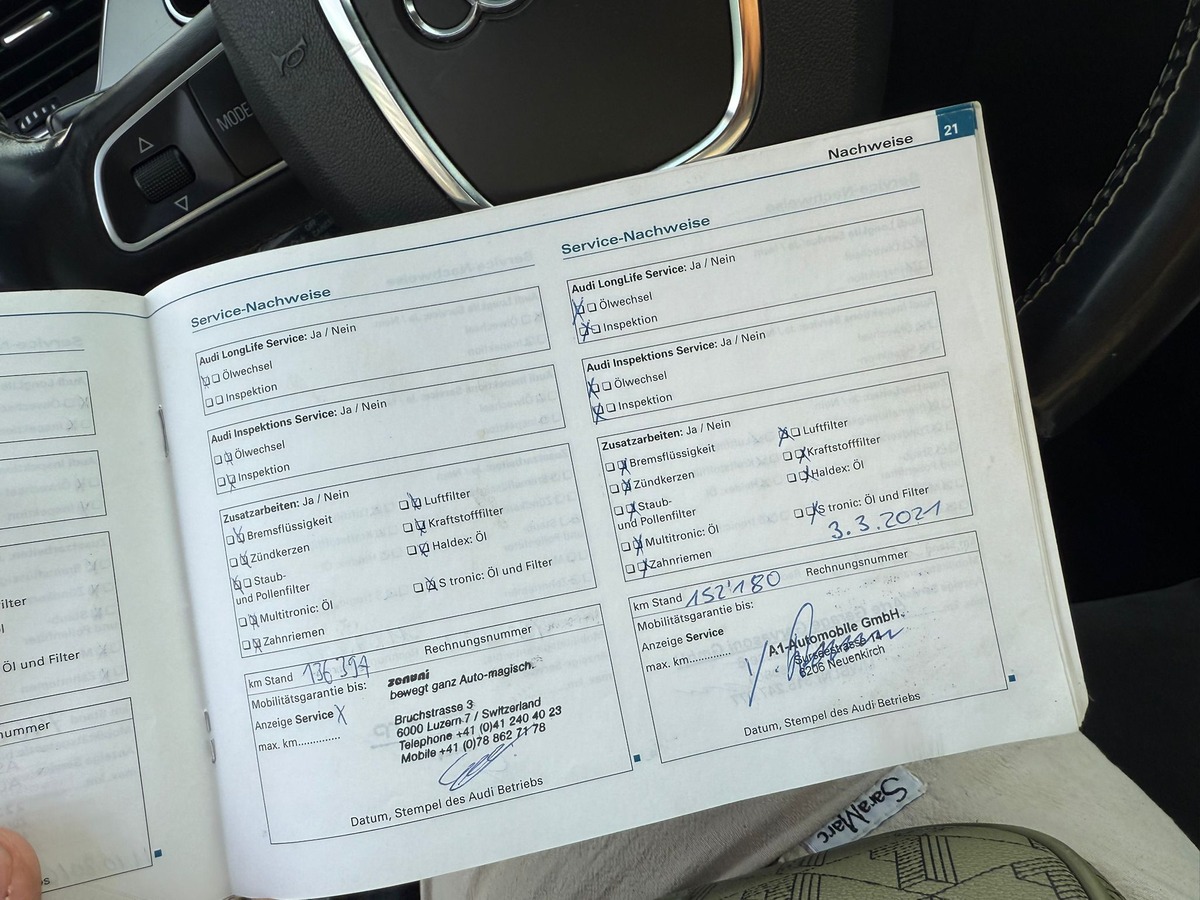 MODE
Nachweise 21
Service-Nachweise
Audi LongLife Service: Ja / Nein
Ölwechsel
Inspektion
Audi Inspektions Service: Ja / Nein
Ölwechsel
Inspektion
Zusatzarbeiten: Ja / Nein
Bremsflüssigkeit
Zündkerzen
Staub-
und Pollenfilter
Multitronic: Öl
Zahnriemen
Luftfilter
Kraftstofffilter
Haldex: Öl
S tronic: Öl und Filter
km Stand 136 394
Rechnungsnummer
Mobilitätsgarantie bis:
Anzeige Service X
max. km..............
zonuni
bewegt ganz Auto-magisch.
Bruchstrasse 3
6000 Luzern 7 / Switzerland
Telephone +41 (0)41 240 40 23
Mobile +41 (0)78 862 71 78
Datum, Stempel des Audi Betriebs
Service-Nachweise
Audi LongLife Service: Ja / Nein
Ölwechsel
Inspektion
Audi Inspektions Service: Ja / Nein
Ölwechsel
Inspektion
Zusatzarbeiten: Ja / Nein
Bremsflüssigkeit
Zündkerzen
Staub-
und Pollenfilter
Multitronic: Öl
Zahnriemen
Luftfilter
Kraftstofffilter
Haldex: Öl
S tronic: Öl und Filter
3.3.2021
km Stand 152'180
Rechnungsnummer
Mobilitätsgarantie bis:
Anzeige Service
max. km..............
A1-Automobile GmbH.
6206 Neuenkirch
Datum, Stempel des Audi Betriebs
ilter
Öl und Filter
nummer
bs
SaraMarc